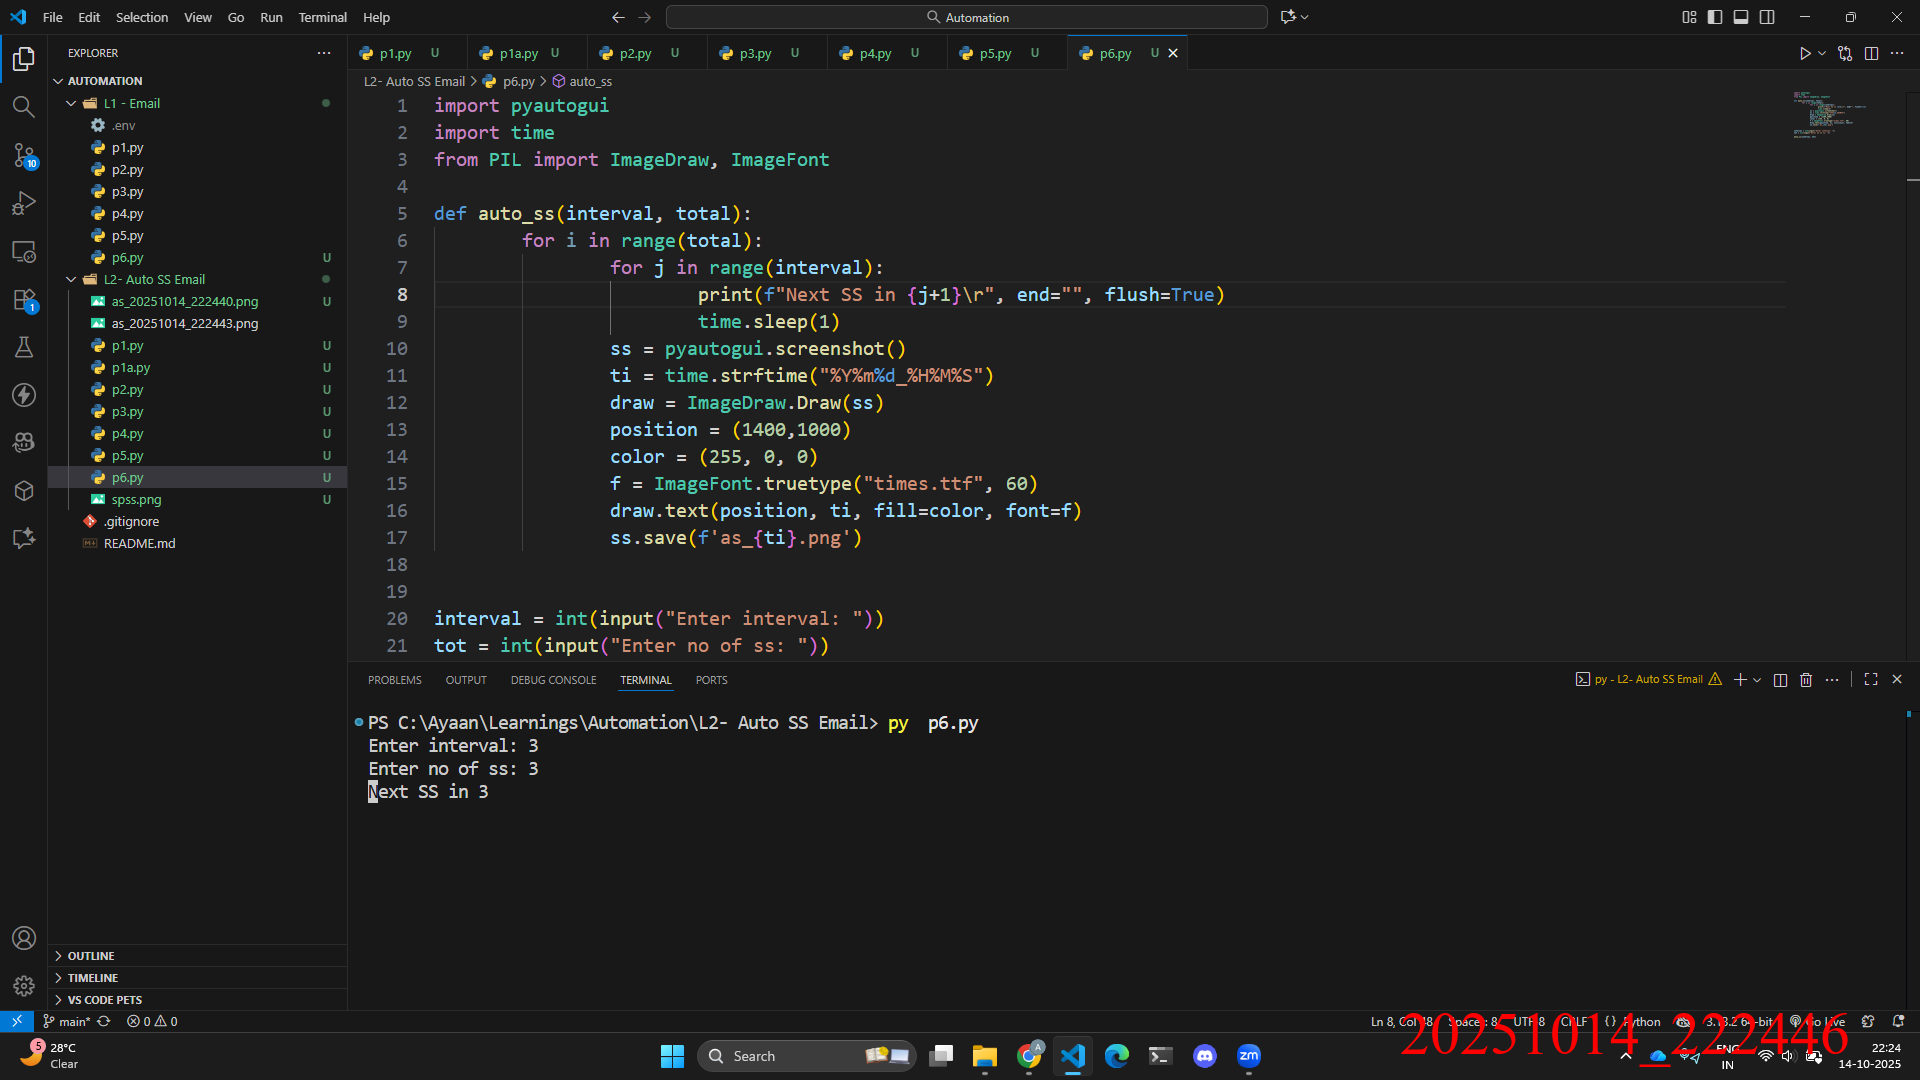 File Edit Selection View Go Run Terminal Help
Automation
EXPLORER
AUTOMATION
L1 - Email
.env
p1.py
p2.py
p3.py
p4.py
p5.py
p6.py U
L2- Auto SS Email
as_20251014_222440.png U
as_20251014_222443.png
p1.py U
p1a.py U
p2.py U
p3.py U
p4.py U
p5.py U
p6.py U
spss.png U
.gitignore
README.md
OUTLINE
TIMELINE
VS CODE PETS
10
1
p1.py U p1a.py U p2.py U p3.py U p4.py U p5.py U p6.py U
L2- Auto SS Email > p6.py > auto_ss
1 import pyautogui
2 import time
3 from PIL import ImageDraw, ImageFont
4
5 def auto_ss(interval, total):
6 for i in range(total):
7 for j in range(interval):
8 print(f"Next SS in {j+1}\r", end="", flush=True)
9 time.sleep(1)
10 ss = pyautogui.screenshot()
11 ti = time.strftime("%Y%m%d_%H%M%S")
12 draw = ImageDraw.Draw(ss)
13 position = (1400,1000)
14 color = (255, 0, 0)
15 f = ImageFont.truetype("times.ttf", 60)
16 draw.text(position, ti, fill=color, font=f)
17 ss.save(f'as_{ti}.png')
18
19
20 interval = int(input("Enter interval: "))
21 tot = int(input("Enter no of ss: "))
PROBLEMS OUTPUT DEBUG CONSOLE TERMINAL PORTS
py - L2- Auto SS Email
PS C:\Ayaan\Learnings\Automation\L2- Auto SS Email> py p6.py
Enter interval: 3
Enter no of ss: 3
Next SS in 3
main* 0 0
Ln 8, Col 48 Spaces: 8 UTF-8 CRLF {} Python 3.13.2 64-bit Go Live
20251014_222446
5
28°C
Clear
Search
A
zm
ENG
IN
22:24
14-10-2025